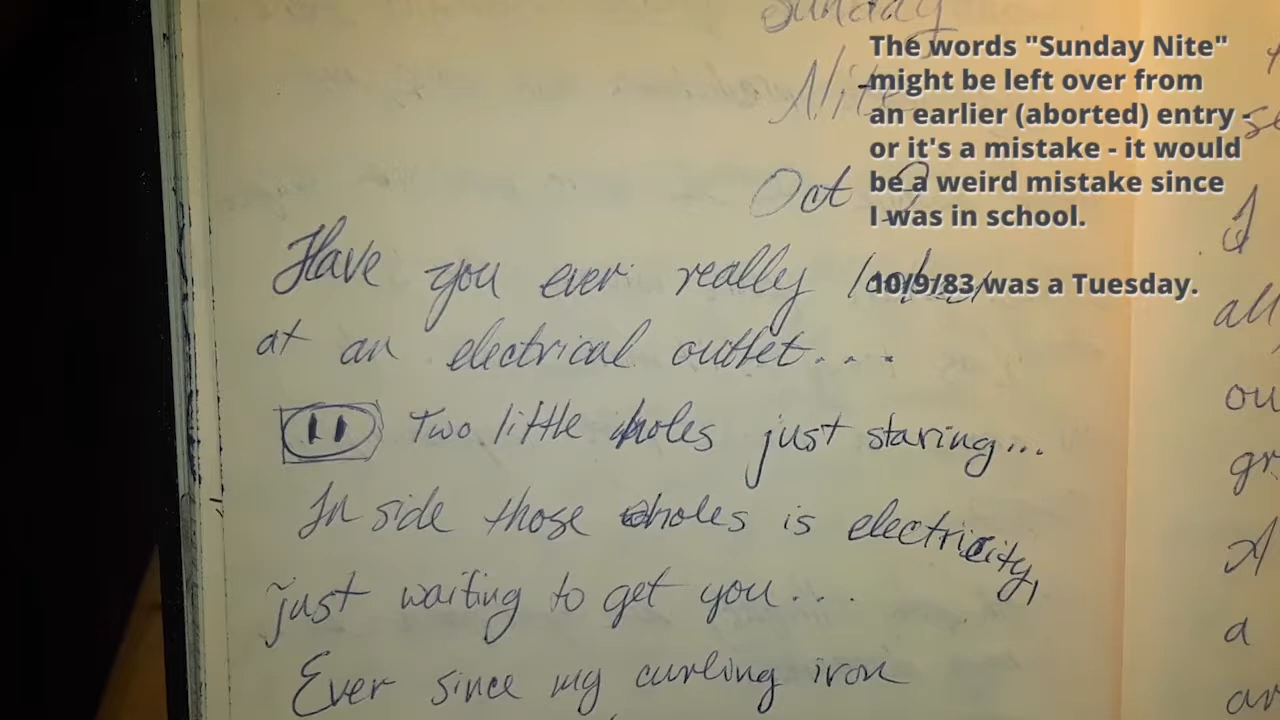 Sunday
Nite
Oct 9
Have you ever really looked
at an electrical outlet...
Two little holes just staring...
In side those holes is electricity,
just waiting to get you...
Ever since my curling iron
The words "Sunday Nite"
might be left over from
an earlier (aborted) entry -
or it's a mistake - it would
be a weird mistake since
I was in school.
10/9/83 was a Tuesday.
I
all
ou
gr
A
a